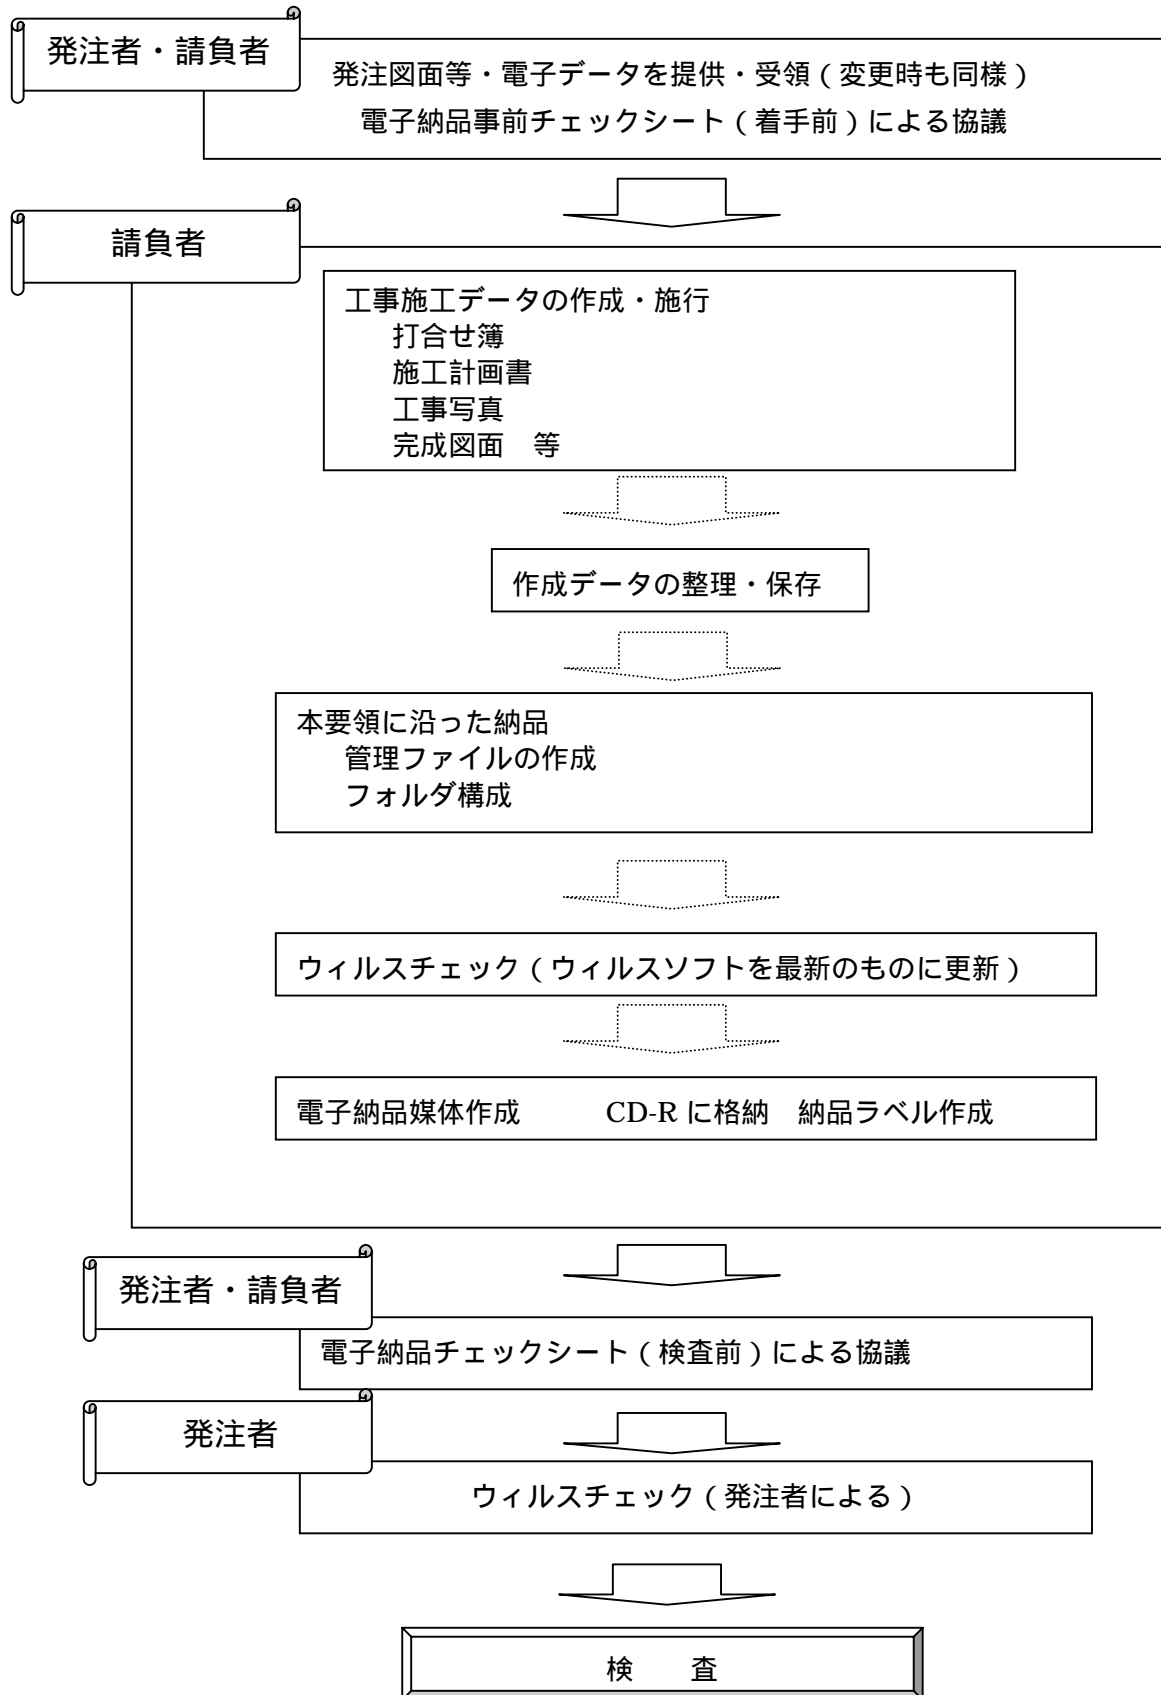 発注者・請負者
発注図面等・電子データを提供・受領（変更時も同様）
電子納品事前チェックシート（着手前）による協議
請負者
工事施工データの作成・施行
打合せ簿
施工計画書
工事写真
完成図面　等
作成データの整理・保存
本要領に沿った納品
管理ファイルの作成
フォルダ構成
ウィルスチェック（ウィルスソフトを最新のものに更新）
電子納品媒体作成　　　CD-R に格納　納品ラベル作成
発注者・請負者
電子納品チェックシート（検査前）による協議
発注者
ウィルスチェック（発注者による）
検　　査